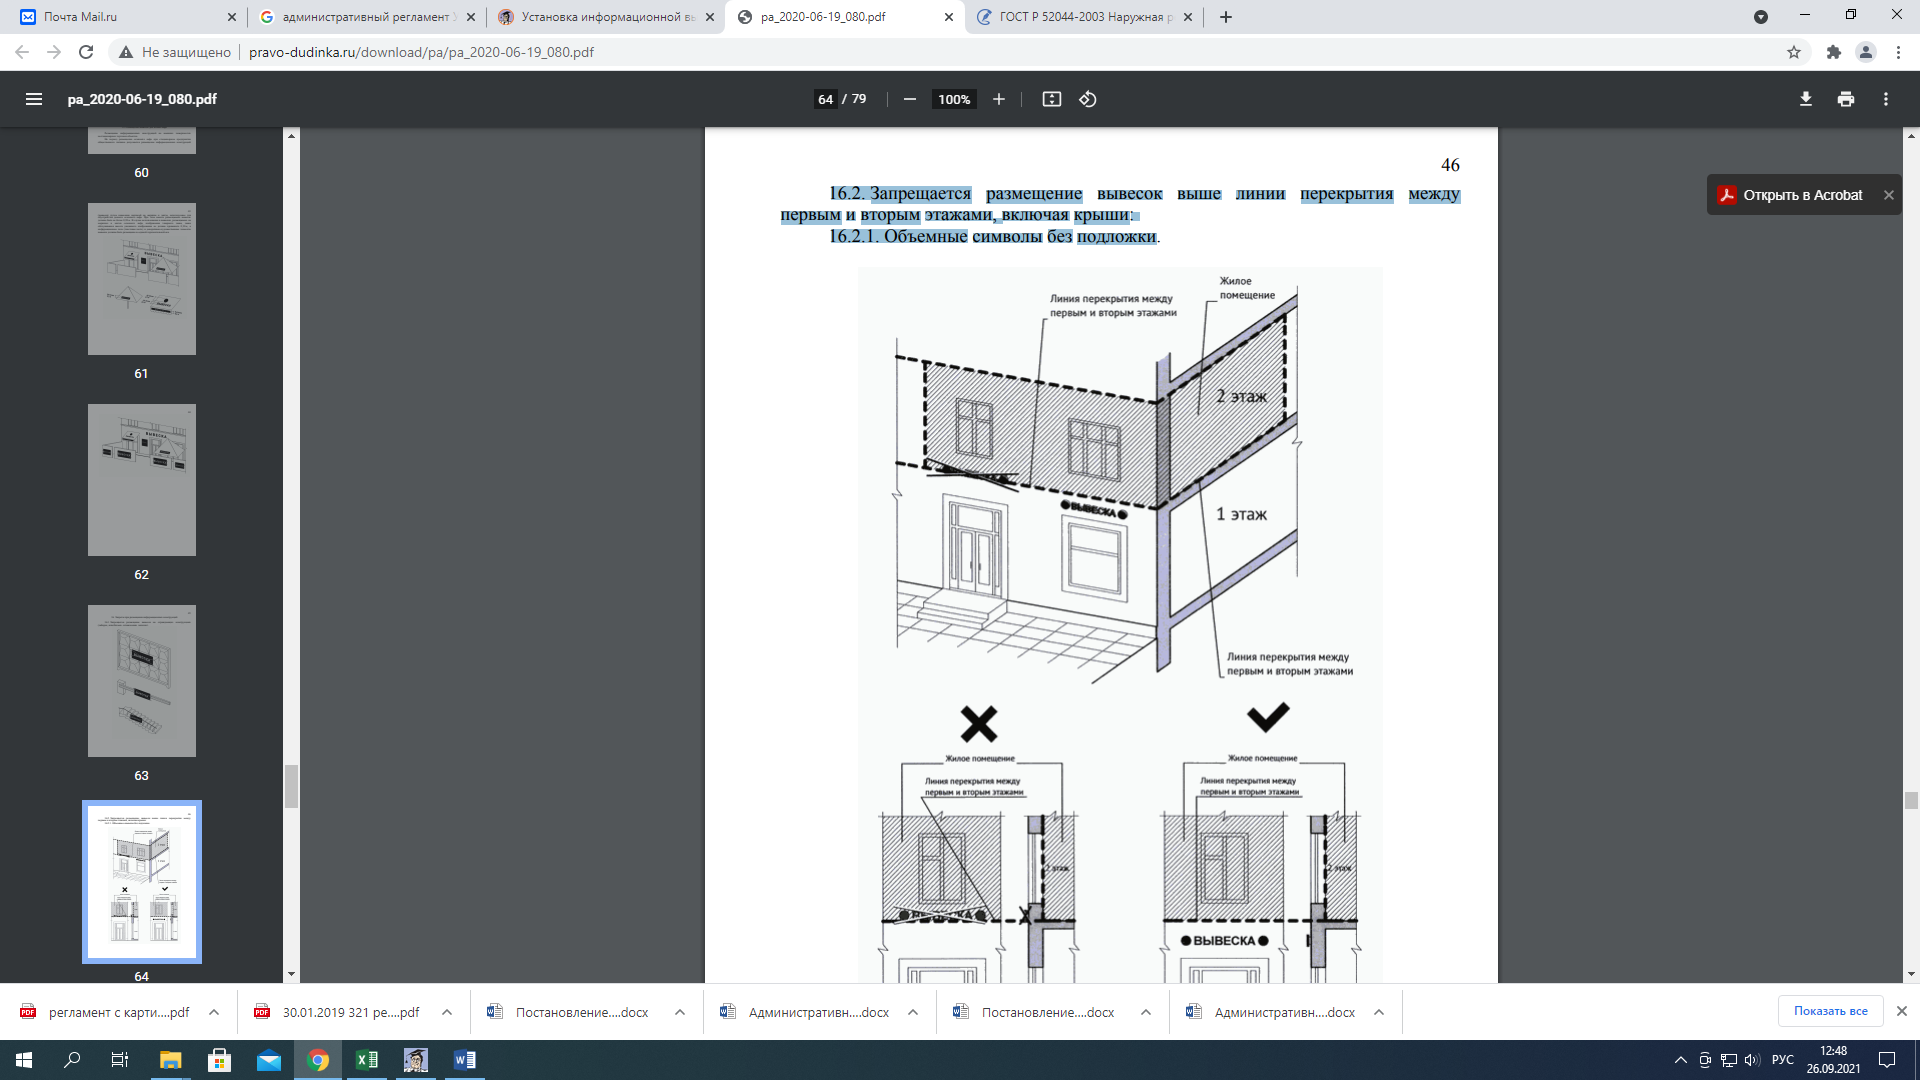 Почта Mail.ru
административный регламент
Установка информационной вы
pa_2020-06-19_080.pdf
ГОСТ Р 52044-2003 Наружная р
Не защищено
pravo-dudinka.ru/download/pa/pa_2020-06-19_080.pdf
pa_2020-06-19_080.pdf
64 / 79
100%
60
61
62
63
64
46
16.2. Запрещается размещение вывесок выше линии перекрытия между
первым и вторым этажами, включая крыши:
16.2.1. Объемные символы без подложки.
Открыть в Acrobat
Жилое
помещение
Линия перекрытия между
первым и вторым этажами
2 этаж
ВЫВЕСКА
1 этаж
Линия перекрытия между
первым и вторым этажами
Жилое помещение
Линия перекрытия между
первым и вторым этажами
2 этаж
Жилое помещение
Линия перекрытия между
первым и вторым этажами
2 этаж
ВЫВЕСКА
регламент с карти....pdf
30.01.2019 321 ре....pdf
Постановление....docx
Административн....docx
Постановление....docx
Административн....docx
Показать все
РУС
12:48
26.09.2021